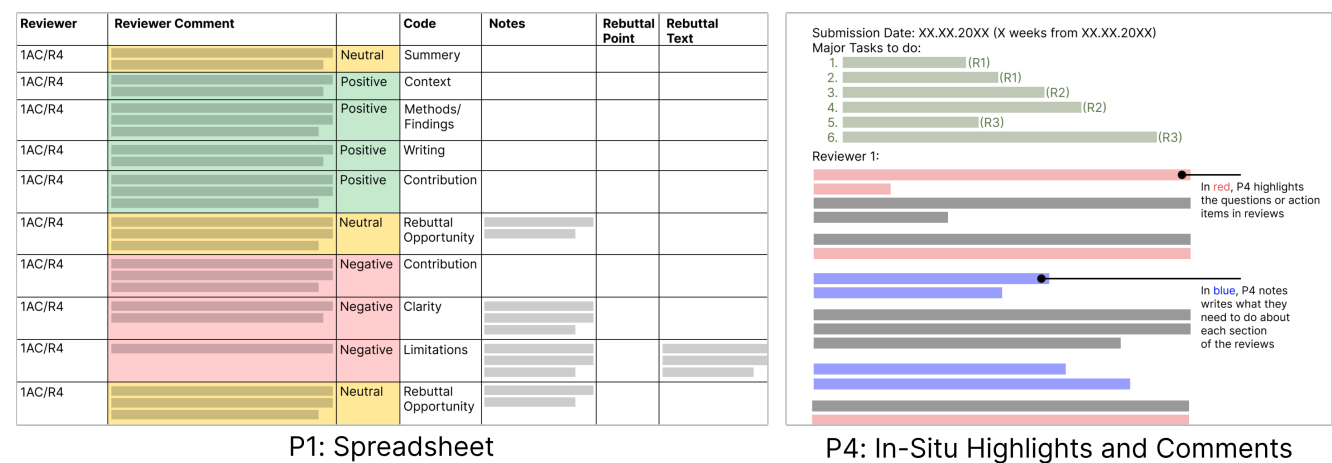 Reviewer Reviewer Comment Code Notes Rebuttal Point Rebuttal Text
1AC/R4 Neutral Summery
1AC/R4 Positive Context
1AC/R4 Positive Methods/
Findings
1AC/R4 Positive Writing
1AC/R4 Positive Contribution
1AC/R4 Neutral Rebuttal
Opportunity
1AC/R4 Negative Contribution
1AC/R4 Negative Clarity
1AC/R4 Negative Limitations
1AC/R4 Neutral Rebuttal
Opportunity
P1: Spreadsheet
Submission Date: XX.XX.20XX (X weeks from XX.XX.20XX)
Major Tasks to do:
1. (R1)
2. (R1)
3. (R2)
4. (R2)
5. (R3)
6. (R3)
Reviewer 1:
In red, P4 highlights
the questions or action
items in reviews
In blue, P4 notes
writes what they
need to do about
each section
of the reviews
P4: In-Situ Highlights and Comments